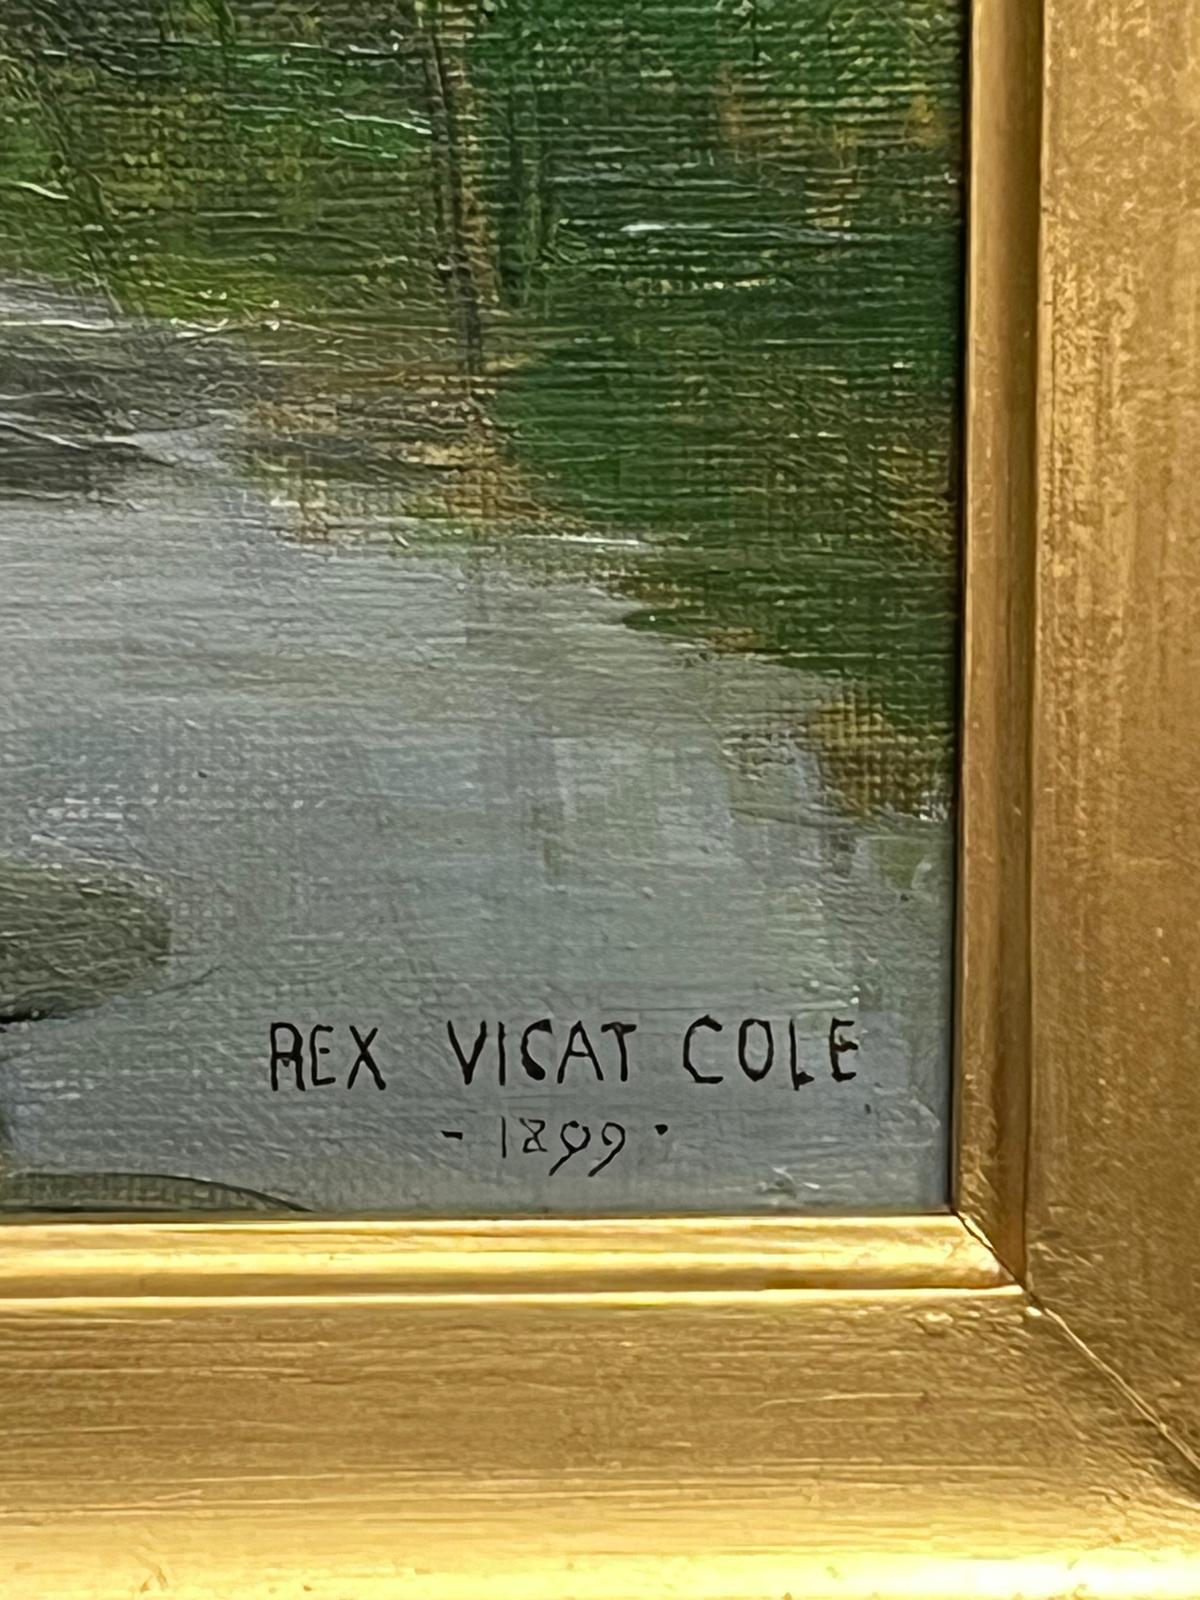 REX VICAT COLE
- 1899 ·